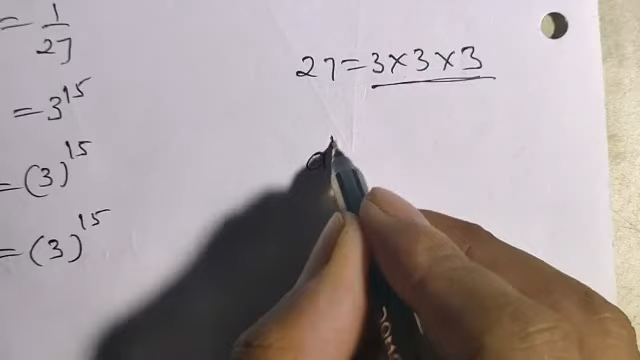 = 1/27
27 = 3 × 3 × 3
= 3^15
= (3)^15
= (3)^15